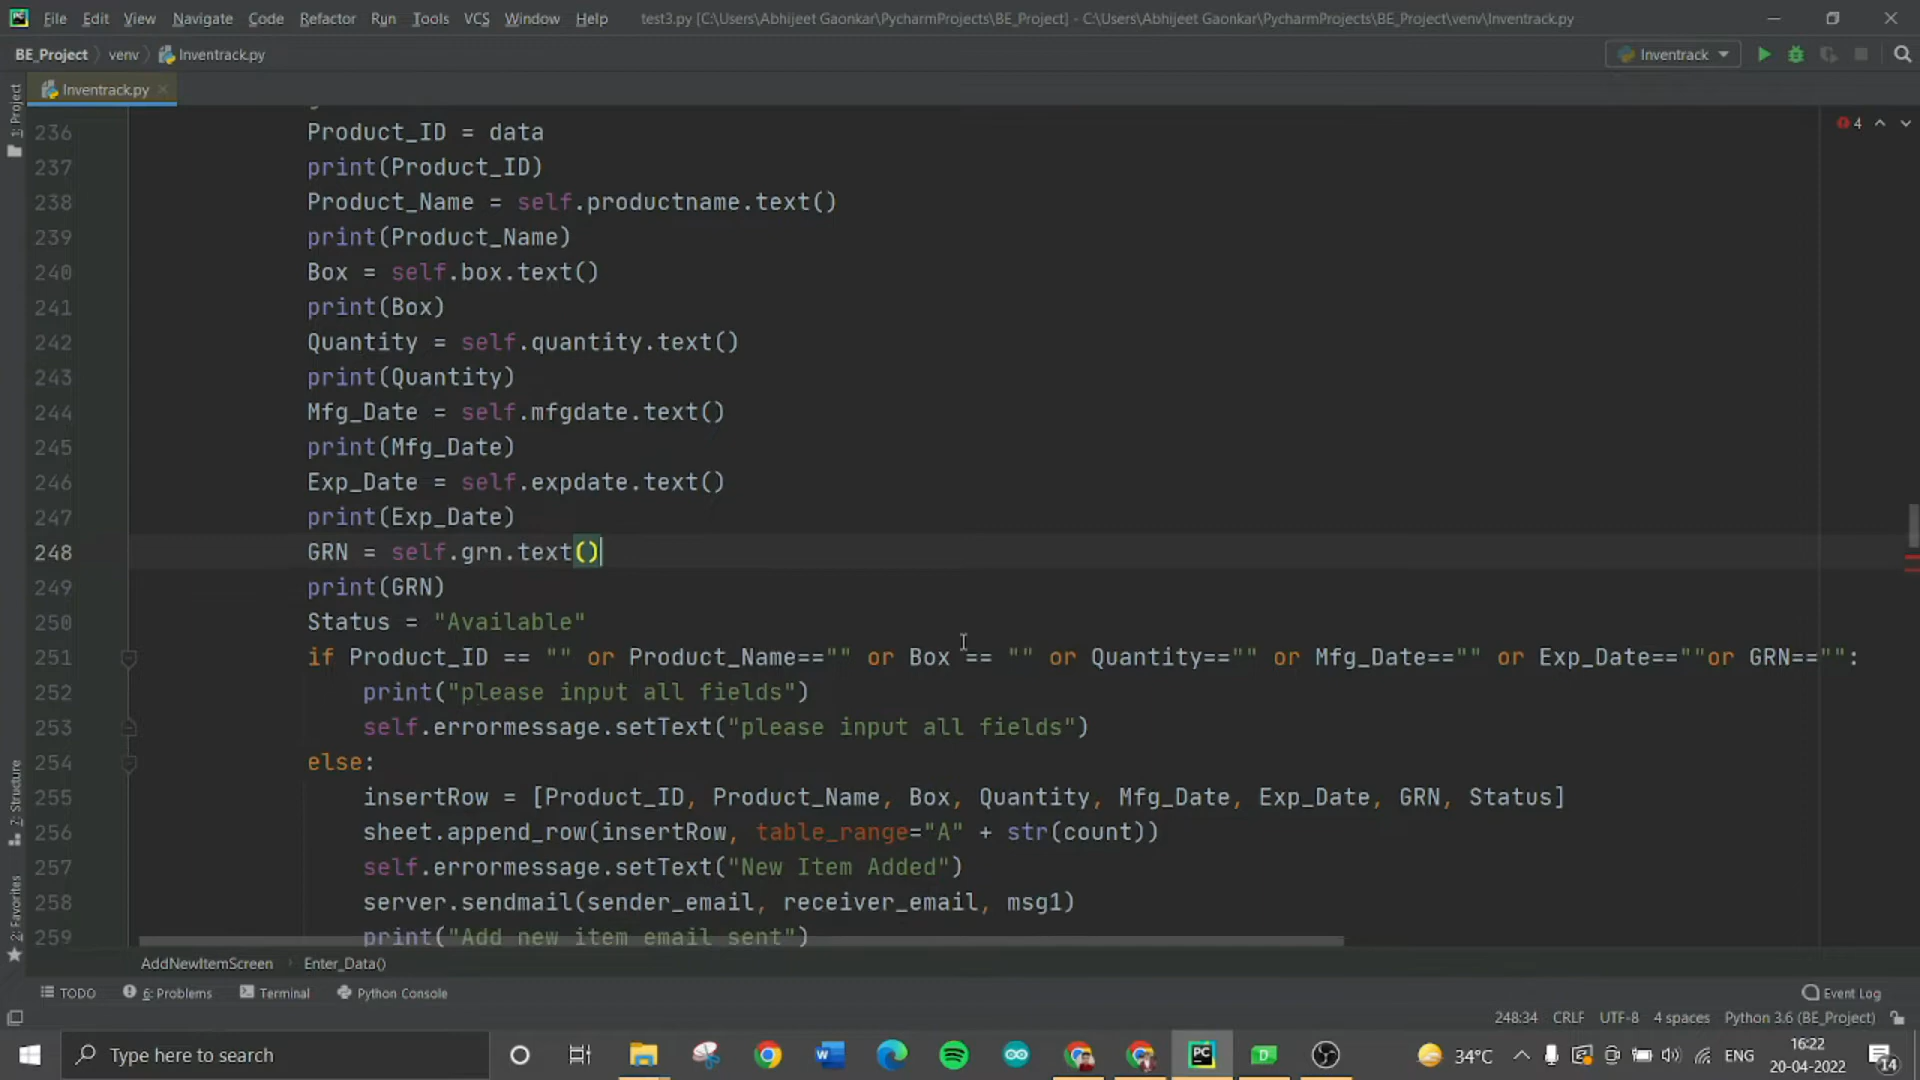 File Edit View Navigate Code Refactor Run Tools VCS Window Help test3.py [C:\Users\Abhijeet Gaonkar\PycharmProjects\BE_Project] - C:\Users\Abhijeet Gaonkar\PycharmProjects\BE_Project\venv\Inventrack.py
BE_Project venv Inventrack.py Inventrack
Inventrack.py
1: Project
4
236 Product_ID = data
237 print(Product_ID)
238 Product_Name = self.productname.text()
239 print(Product_Name)
240 Box = self.box.text()
241 print(Box)
242 Quantity = self.quantity.text()
243 print(Quantity)
244 Mfg_Date = self.mfgdate.text()
245 print(Mfg_Date)
246 Exp_Date = self.expdate.text()
247 print(Exp_Date)
248 GRN = self.grn.text()
249 print(GRN)
250 Status = "Available"
251 if Product_ID == "" or Product_Name=="" or Box == "" or Quantity=="" or Mfg_Date=="" or Exp_Date==""or GRN=="":
252 print("please input all fields")
253 self.errormessage.setText("please input all fields")
254 else:
255 insertRow = [Product_ID, Product_Name, Box, Quantity, Mfg_Date, Exp_Date, GRN, Status]
256 sheet.append_row(insertRow, table_range="A" + str(count))
257 self.errormessage.setText("New Item Added")
258 server.sendmail(sender_email, receiver_email, msg1)
259 print("Add new item email sent")
2: Structure
2: Favorites
AddNewItemScreen Enter_Data()
TODO 6: Problems Terminal Python Console Event Log
248:34 CRLF UTF-8 4 spaces Python 3.6 (BE_Project)
Type here to search
34°C ENG 16:22
20-04-2022
14